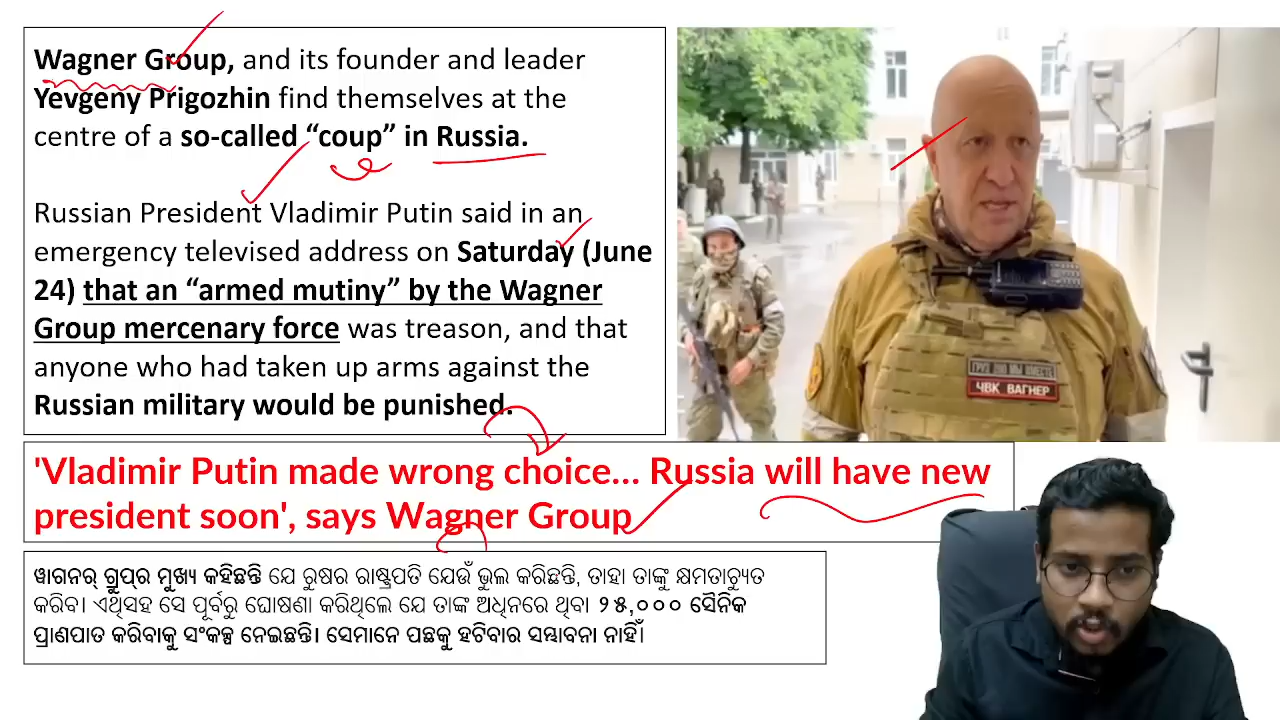 Wagner Group, and its founder and leader
Yevgeny Prigozhin find themselves at the
centre of a so-called “coup” in Russia.
Russian President Vladimir Putin said in an
emergency televised address on Saturday (June
24) that an “armed mutiny” by the Wagner
Group mercenary force was treason, and that
anyone who had taken up arms against the
Russian military would be punished.
ЧВК ВАГНЕР
'Vladimir Putin made wrong choice... Russia will have new
president soon', says Wagner Group
ୱାଗନର୍ ଗ୍ରୁପ୍‌ର ମୁଖ୍ୟ କହିଛନ୍ତି ଯେ ରୁଷର ରାଷ୍ଟ୍ରପତି ଯେଉଁ ଭୁଲ କରିଛନ୍ତି, ତାହା ତାଙ୍କୁ କ୍ଷମତାଚ୍ୟୁତ
କରିବ। ଏଥିସହ ସେ ପୂର୍ବରୁ ଘୋଷଣା କରିଥିଲେ ଯେ ତାଙ୍କ ଅଧିନରେ ଥିବା ୨୫,୦୦୦ ସୈନିକ
ପ୍ରାଣପାତ କରିବାକୁ ସଂକଳ୍ପ ନେଇଛନ୍ତି। ସେମାନେ ପଛକୁ ହଟିବାର ସମ୍ଭାବନା ନାହିଁ।